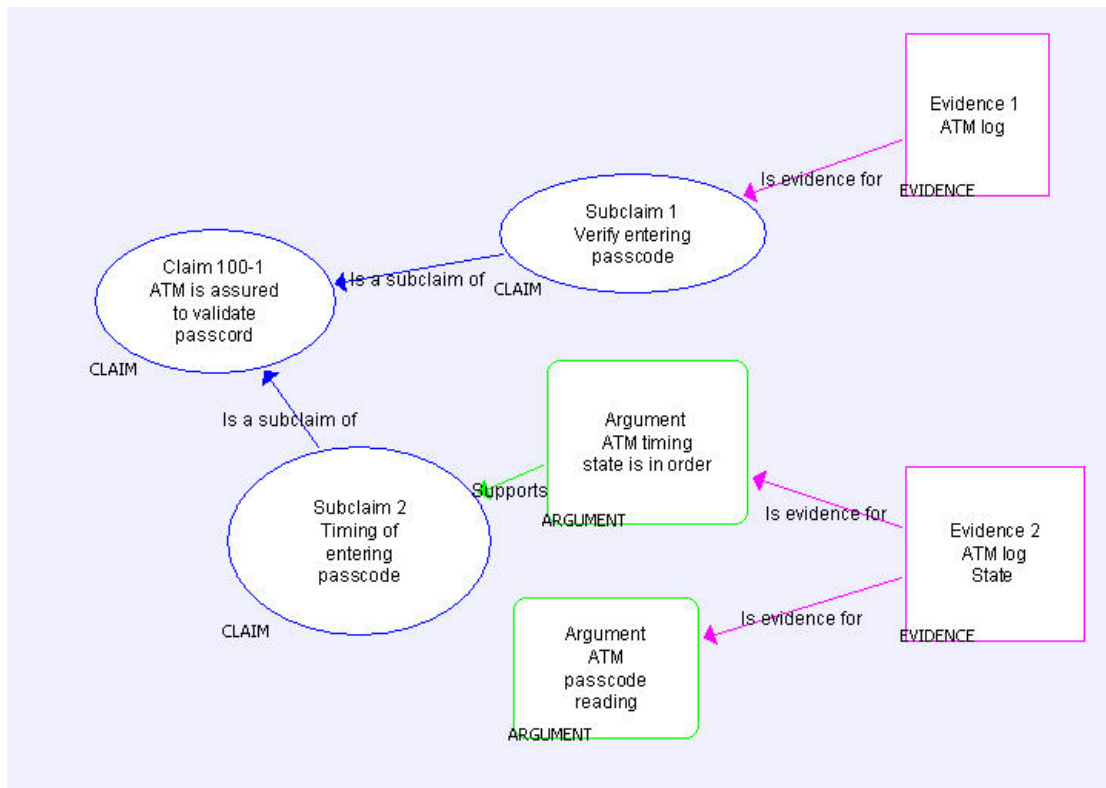 Evidence 1
ATM log
EVIDENCE
Is evidence for
Subclaim 1
Verify entering
passcode
CLAIM
Is a subclaim of
Claim 100-1
ATM is assured
to validate
passcord
CLAIM
Is a subclaim of
Argument
ATM timing
state is in order
ARGUMENT
Supports
Subclaim 2
Timing of
entering
passcode
CLAIM
Is evidence for
Evidence 2
ATM log
State
EVIDENCE
Is evidence for
Argument
ATM
passcode
reading
ARGUMENT